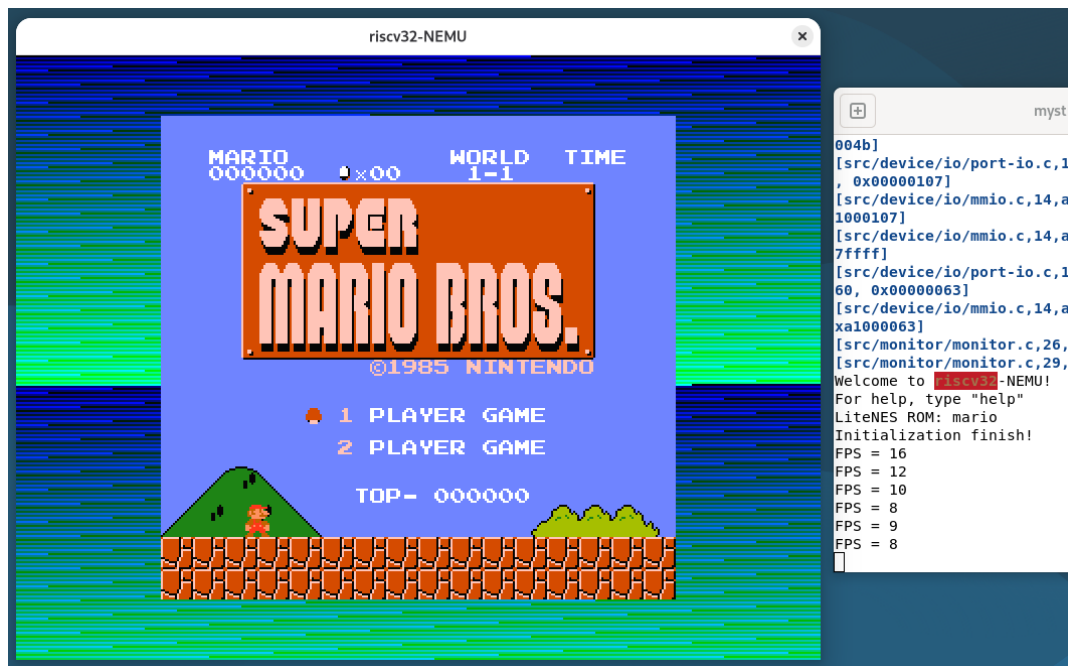 riscv32-NEMU
MARIO WORLD TIME
000000 x00 1-1
SUPER
MARIO BROS.
©1985 NINTENDO
1 PLAYER GAME
2 PLAYER GAME
TOP- 000000
myst
004b]
[src/device/io/port-io.c,1
, 0x00000107]
[src/device/io/mmio.c,14,a
1000107]
[src/device/io/mmio.c,14,a
7ffff]
[src/device/io/port-io.c,1
60, 0x00000063]
[src/device/io/mmio.c,14,a
xa1000063]
[src/monitor/monitor.c,26,
[src/monitor/monitor.c,29,
Welcome to riscv32-NEMU!
For help, type "help"
LiteNES ROM: mario
Initialization finish!
FPS = 16
FPS = 12
FPS = 10
FPS = 8
FPS = 9
FPS = 8